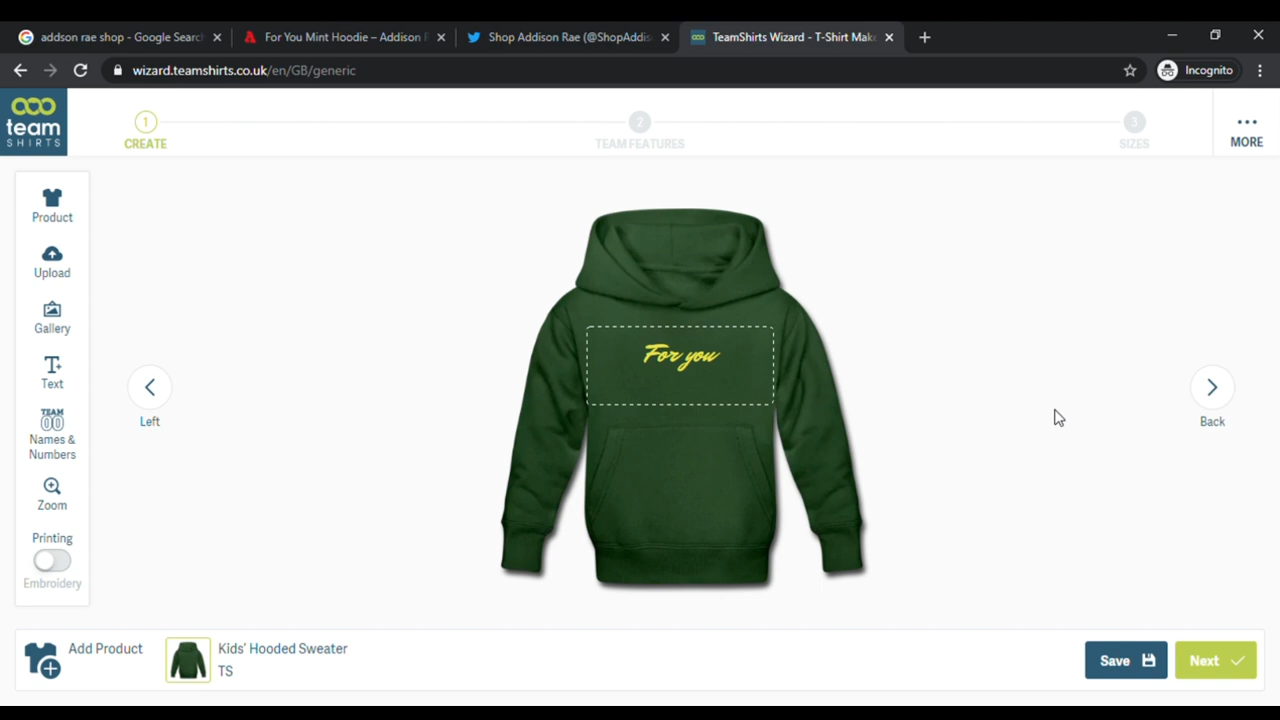 addson rae shop - Google Search
For You Mint Hoodie – Addison R
Shop Addison Rae (@ShopAddis
TeamShirts Wizard - T-Shirt Make
wizard.teamshirts.co.uk/en/GB/generic
Incognito
team
SHIRTS
1
CREATE
2
TEAM FEATURES
3
SIZES
MORE
Product
Upload
Gallery
T+
Text
TEAM
00
Names &
Numbers
Zoom
Printing
Embroidery
Left
For you
Back
Add Product
Kids' Hooded Sweater
TS
Save
Next